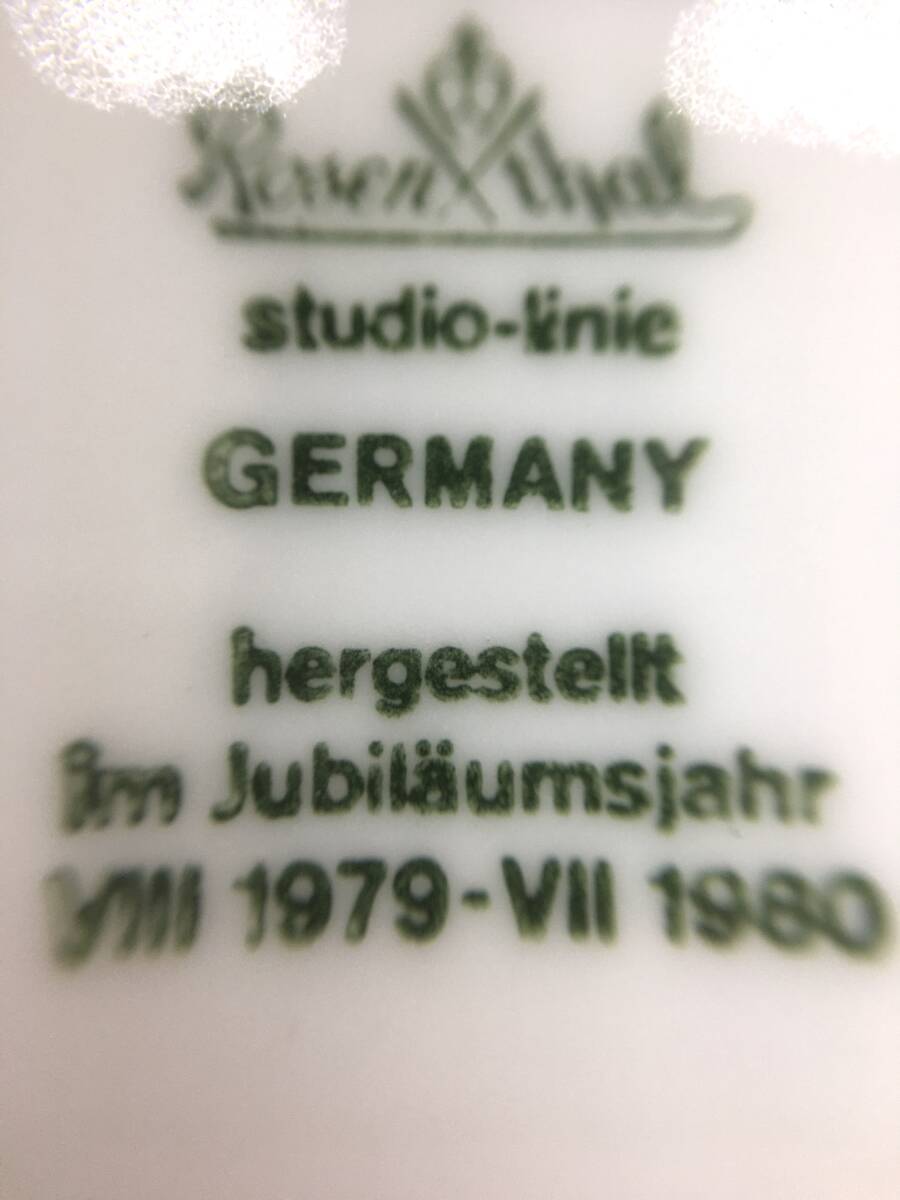 Rosenthal
studio-linie
GERMANY
hergestellt
im Jubiläumsjahr
VIII 1979-VII 1980